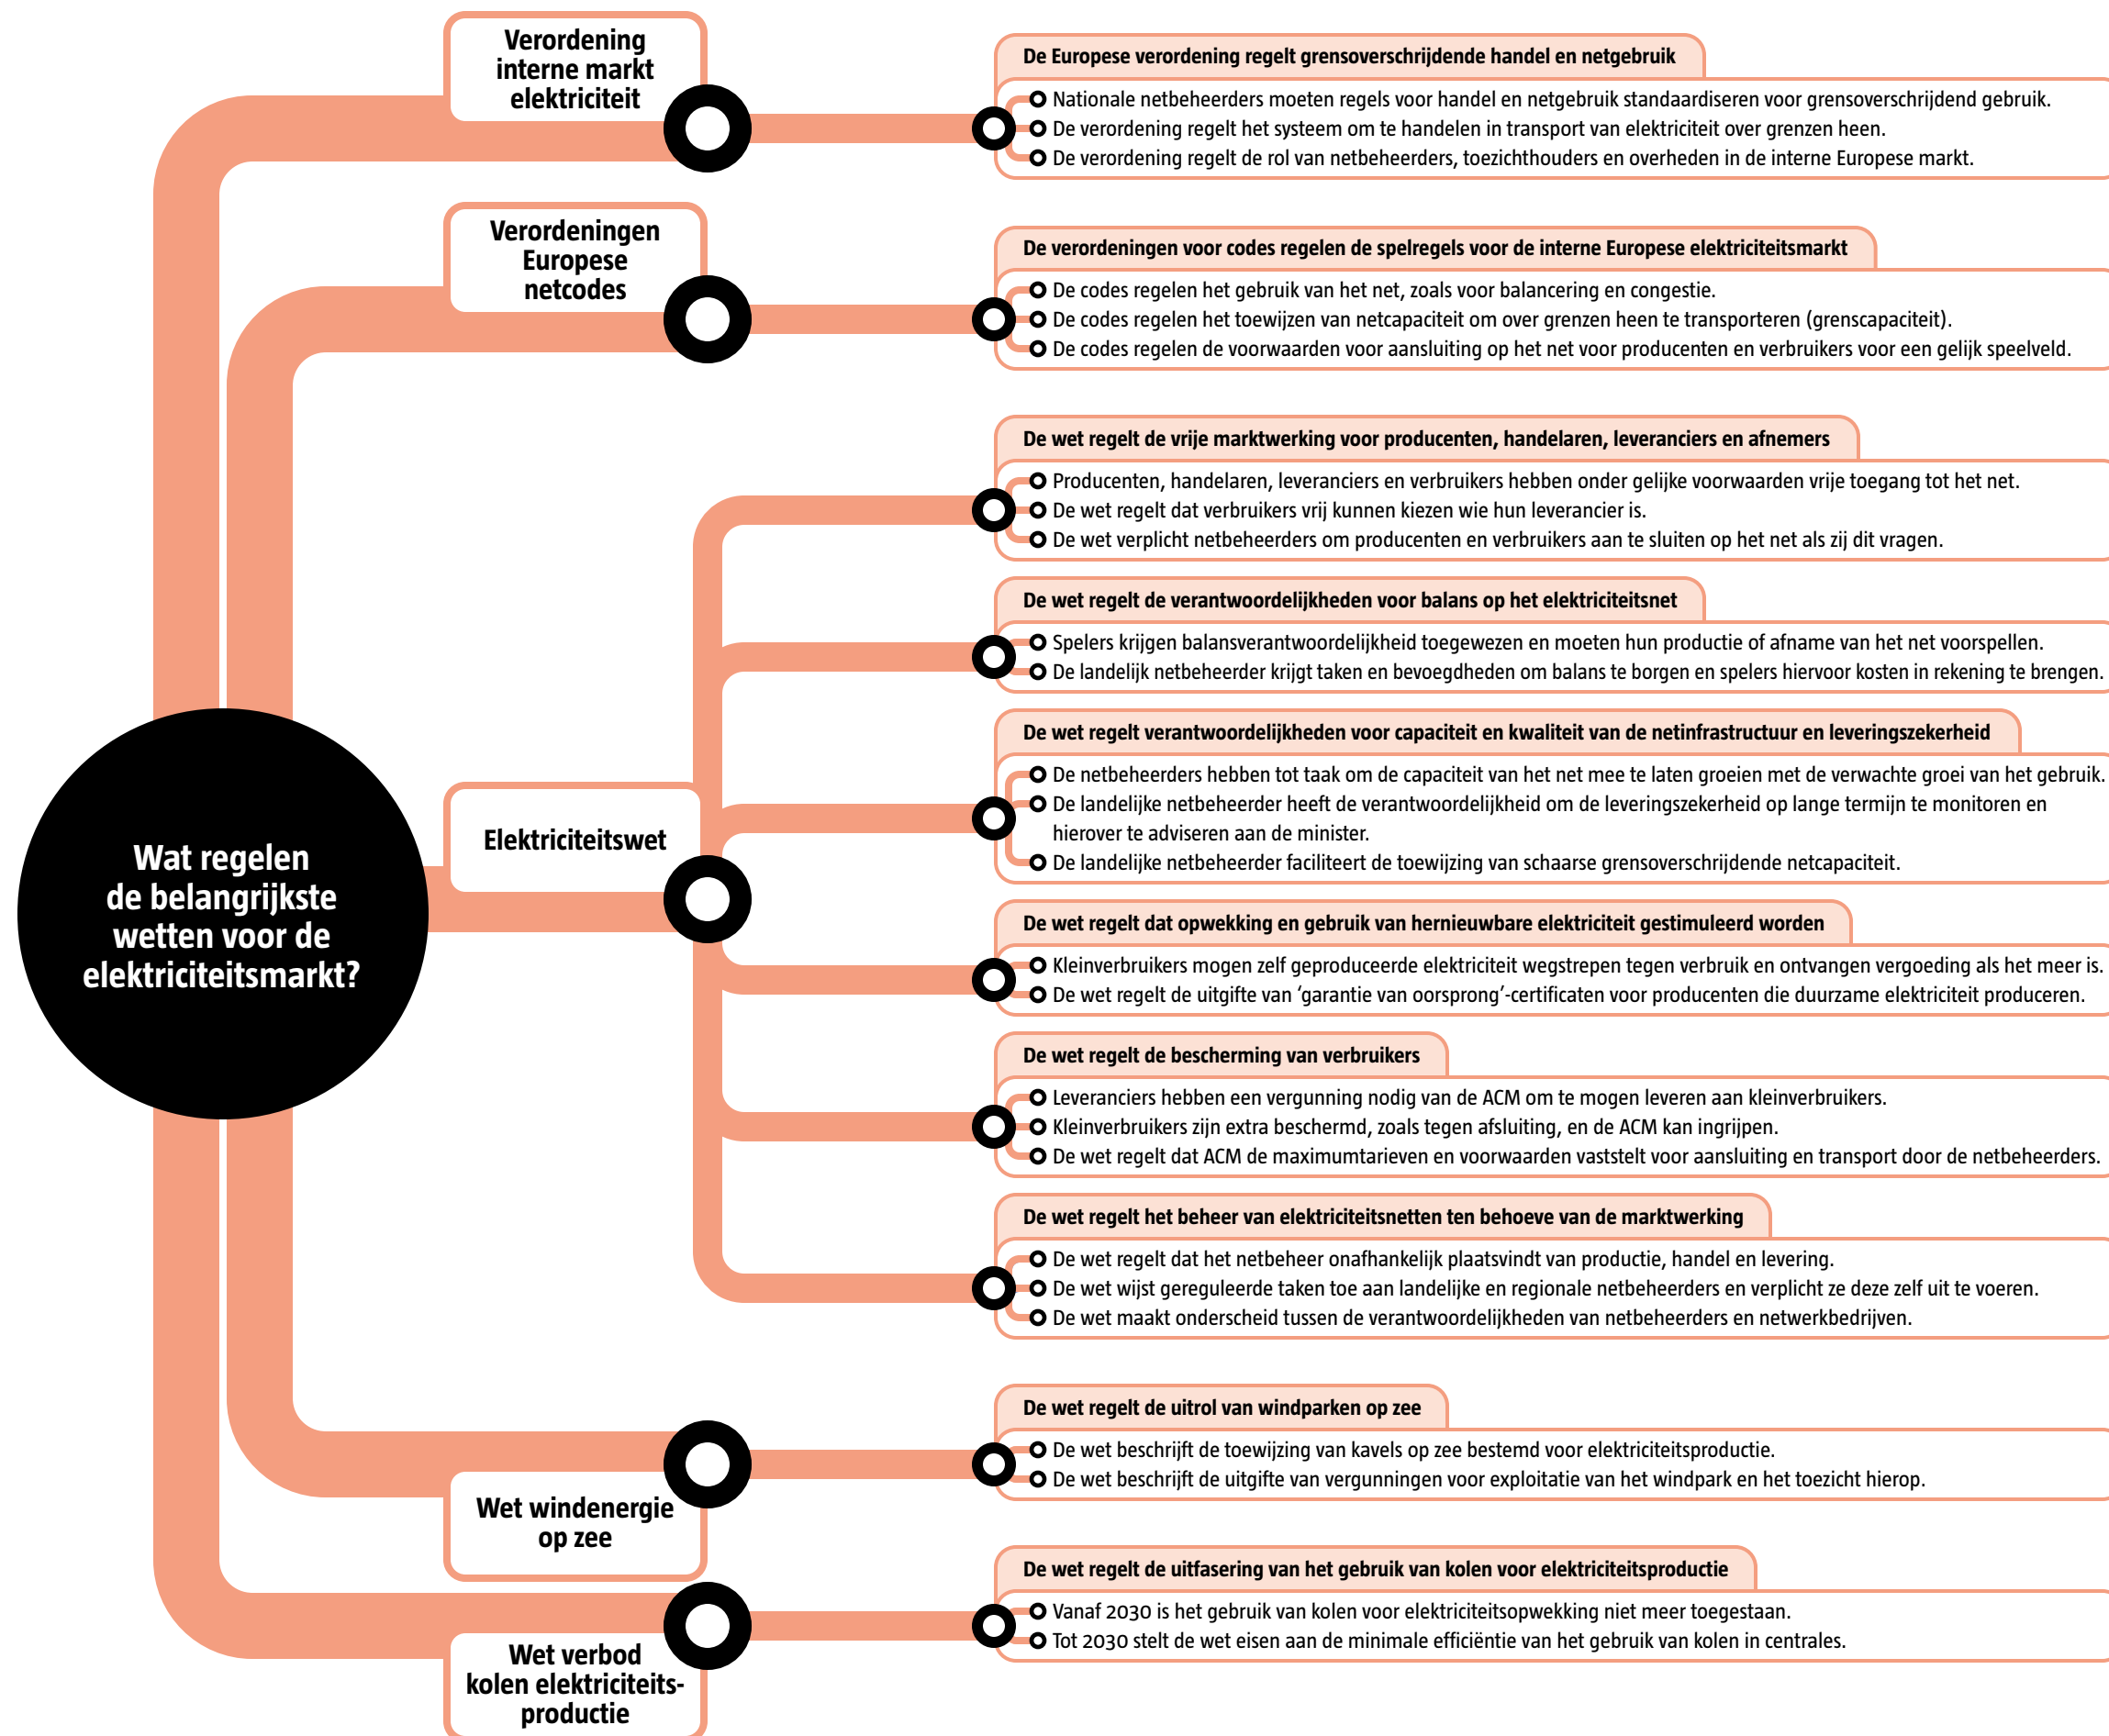 Verordening
interne markt
elektriciteit
De Europese verordening regelt grensoverschrijdende handel en netgebruik
Nationale netbeheerders moeten regels voor handel en netgebruik standaardiseren voor grensoverschrijdend gebruik.
De verordening regelt het systeem om te handelen in transport van elektriciteit over grenzen heen.
De verordening regelt de rol van netbeheerders, toezichthouders en overheden in de interne Europese markt.
Verordeningen
Europese
netcodes
De verordeningen voor codes regelen de spelregels voor de interne Europese elektriciteitsmarkt
De codes regelen het gebruik van het net, zoals voor balancering en congestie.
De codes regelen het toewijzen van netcapaciteit om over grenzen heen te transporteren (grenscapaciteit).
De codes regelen de voorwaarden voor aansluiting op het net voor producenten en verbruikers voor een gelijk speelveld.
Wat regelen
de belangrijkste
wetten voor de
elektriciteitsmarkt?
Elektriciteitswet
De wet regelt de vrije marktwerking voor producenten, handelaren, leveranciers en afnemers
Producenten, handelaren, leveranciers en verbruikers hebben onder gelijke voorwaarden vrije toegang tot het net.
De wet regelt dat verbruikers vrij kunnen kiezen wie hun leverancier is.
De wet verplicht netbeheerders om producenten en verbruikers aan te sluiten op het net als zij dit vragen.
De wet regelt de verantwoordelijkheden voor balans op het elektriciteitsnet
Spelers krijgen balansverantwoordelijkheid toegewezen en moeten hun productie of afname van het net voorspellen.
De landelijk netbeheerder krijgt taken en bevoegdheden om balans te borgen en spelers hiervoor kosten in rekening te brengen.
De wet regelt verantwoordelijkheden voor capaciteit en kwaliteit van de netinfrastructuur en leveringszekerheid
De netbeheerders hebben tot taak om de capaciteit van het net mee te laten groeien met de verwachte groei van het gebruik.
De landelijke netbeheerder heeft de verantwoordelijkheid om de leveringszekerheid op lange termijn te monitoren en
hierover te adviseren aan de minister.
De landelijke netbeheerder faciliteert de toewijzing van schaarse grensoverschrijdende netcapaciteit.
De wet regelt dat opwekking en gebruik van hernieuwbare elektriciteit gestimuleerd worden
Kleinverbruikers mogen zelf geproduceerde elektriciteit wegstrepen tegen verbruik en ontvangen vergoeding als het meer is.
De wet regelt de uitgifte van ‘garantie van oorsprong’-certificaten voor producenten die duurzame elektriciteit produceren.
De wet regelt de bescherming van verbruikers
Leveranciers hebben een vergunning nodig van de ACM om te mogen leveren aan kleinverbruikers.
Kleinverbruikers zijn extra beschermd, zoals tegen afsluiting, en de ACM kan ingrijpen.
De wet regelt dat ACM de maximumtarieven en voorwaarden vaststelt voor aansluiting en transport door de netbeheerders.
De wet regelt het beheer van elektriciteitsnetten ten behoeve van de marktwerking
De wet regelt dat het netbeheer onafhankelijk plaatsvindt van productie, handel en levering.
De wet wijst gereguleerde taken toe aan landelijke en regionale netbeheerders en verplicht ze deze zelf uit te voeren.
De wet maakt onderscheid tussen de verantwoordelijkheden van netbeheerders en netwerkbedrijven.
Wet windenergie
op zee
De wet regelt de uitrol van windparken op zee
De wet beschrijft de toewijzing van kavels op zee bestemd voor elektriciteitsproductie.
De wet beschrijft de uitgifte van vergunningen voor exploitatie van het windpark en het toezicht hierop.
Wet verbod
kolen elektriciteits-
productie
De wet regelt de uitfasering van het gebruik van kolen voor elektriciteitsproductie
Vanaf 2030 is het gebruik van kolen voor elektriciteitsopwekking niet meer toegestaan.
Tot 2030 stelt de wet eisen aan de minimale efficiëntie van het gebruik van kolen in centrales.